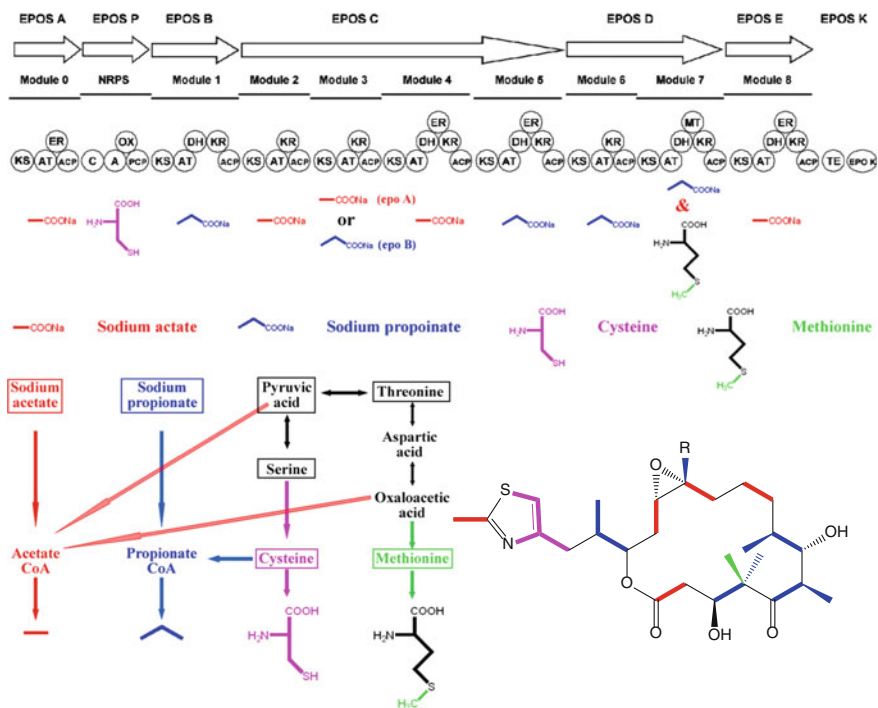 EPOS A EPOS P EPOS B EPOS C EPOS D EPOS E EPOS K
Module 0 NRPS Module 1 Module 2 Module 3 Module 4 Module 5 Module 6 Module 7 Module 8
MT
ER OX ER ER ER
DH KR KR KR DH KR DH KR KR DH KR DH KR
KS AT ACP C A PCP KS AT ACP KS AT ACP KS AT ACP KS AT ACP KS AT ACP KS AT ACP KS AT ACP KS AT ACP TE EPO K
COONa COOH H₂N SH COONa COONa COONa (epo A) or COONa (epo B) COONa COONa COONa COONa & COOH H₂N S H₃C COONa
COONa Sodium actate COONa Sodium propoinate COOH H₂N SH Cysteine COOH H₂N S H₃C Methionine
Sodium acetate
Sodium propionate
Pyruvic acid
Threonine
Aspartic acid
Serine
Oxaloacetic acid
Acetate CoA
Propionate CoA
Cysteine
Methionine
COOH
H₂N
SH
COOH
H₂N
S
H₃C
R
O
S
N
OH
O
O
OH
O